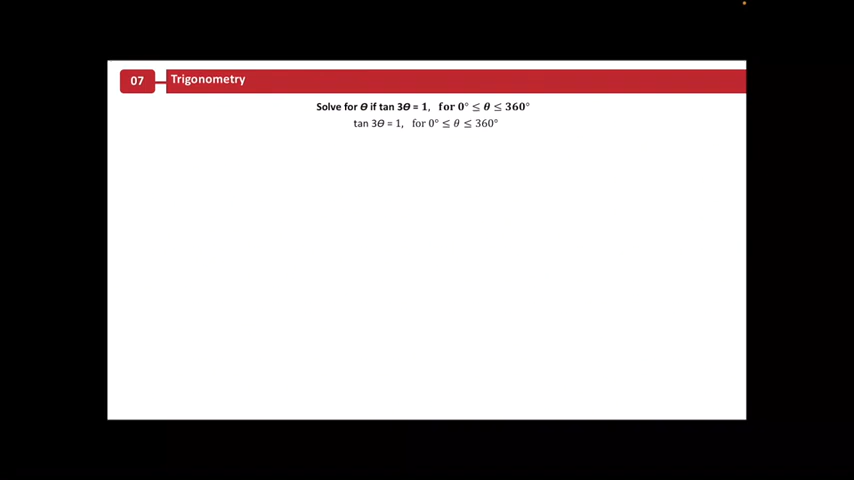 07 Trigonometry
Solve for θ if tan 3θ = 1, for 0° ≤ θ ≤ 360°
tan 3θ = 1, for 0° ≤ θ ≤ 360°